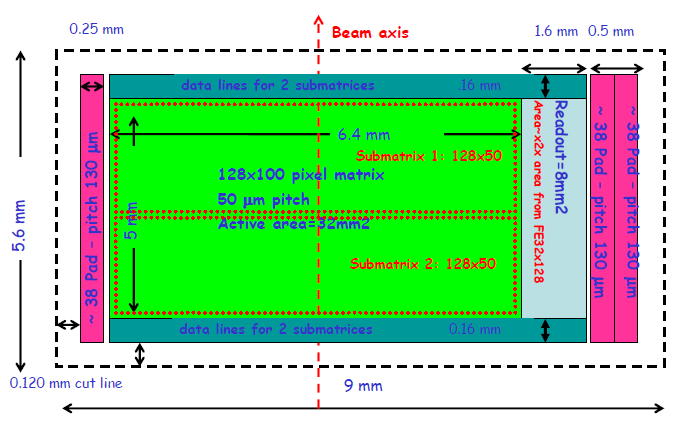 0.25 mm
Beam axis
1.6 mm
0.5 mm
data lines for 2 submatrices
.16 mm
6.4 mm
Submatrix 1: 128x50
128x100 pixel matrix
50 μm pitch
Active area=32mm2
5 mm
Submatrix 2: 128x50
data lines for 2 submatrices
0.16 mm
~ 38 Pad - pitch 130 μm
Area~x2x area from FE32x128
Readout=8mm2
~ 38 Pad - pitch 130 μm
~ 38 Pad - pitch 130 μm
5.6 mm
0.120 mm cut line
9 mm